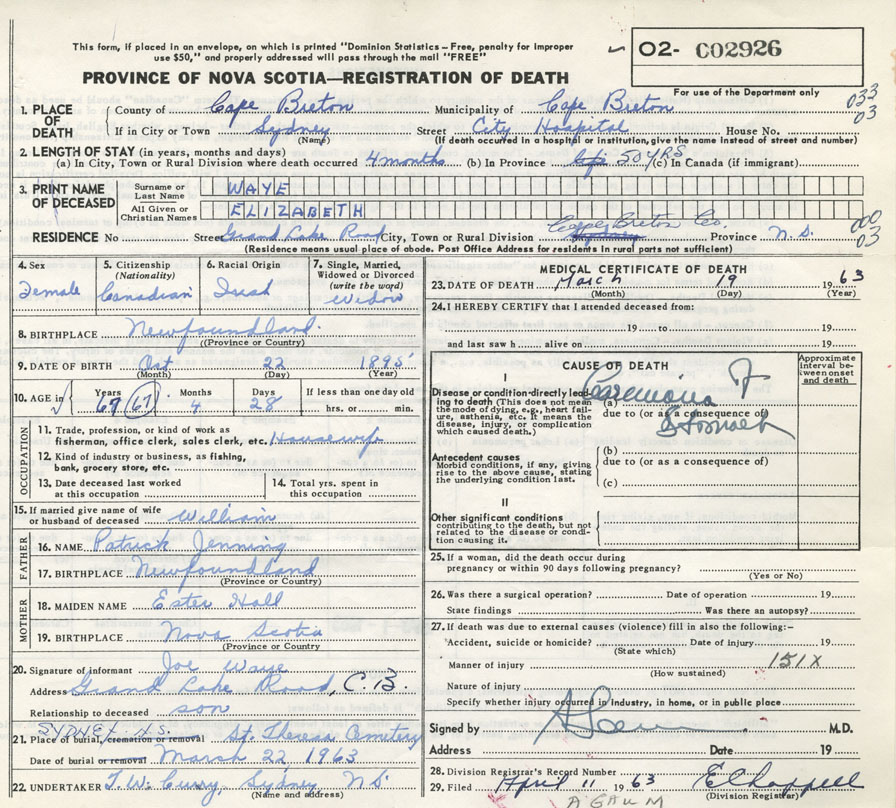 This form, if placed in an envelope, on which is printed "Dominion Statistics – Free, penalty for improper
use $50," and properly addressed will pass through the mail "FREE"
O2- C02926
PROVINCE OF NOVA SCOTIA—REGISTRATION OF DEATH
For use of the Department only
033
03
1. PLACE OF DEATH
County of Cape Breton Municipality of Cape Breton
If in City or Town Sydney Street City Hospital House No.
(Name) (If death occurred in a hospital or institution, give the name instead of street and number)
2. LENGTH OF STAY (in years, months and days)
(a) In City, Town or Rural Division where death occurred 4 months (b) In Province 50 YRS (c) In Canada (if immigrant)
3. PRINT NAME OF DECEASED
Surname or Last Name WAYE
All Given or Christian Names ELIZABETH
000
03
RESIDENCE No Street Grand Lake Road City, Town or Rural Division Cape Breton Co. Sydney Province N.S.
(Residence means usual place of abode. Post Office Address for residents in rural parts not sufficient)
4. Sex
Female
5. Citizenship
(Nationality)
Canadian
6. Racial Origin
Irish
7. Single, Married,
Widowed or Divorced
(write the word)
Widow
8. BIRTHPLACE Newfoundland.
(Province or Country)
9. DATE OF BIRTH Oct 22 1895
(Month) (Day) (Year)
10. AGE in Years Months Days If less than one day old
67 (67) 4 28 hrs. or min.
OCCUPATION
11. Trade, profession, or kind of work as
fisherman, office clerk, sales clerk, etc. Housewife
12. Kind of industry or business, as fishing,
bank, grocery store, etc.
13. Date deceased last worked
at this occupation
14. Total yrs. spent in
this occupation
15. If married give name of wife
or husband of deceased William
FATHER
16. NAME Patrick Jenning
17. BIRTHPLACE Newfoundland
(Province or Country)
MOTHER
18. MAIDEN NAME Ester Hall
19. BIRTHPLACE Nova Scotia
(Province or Country)
20. Signature of informant Joe Waye
Address Grand Lake Road, C.B.
Relationship to deceased son
SYDNEY N.S.
21. Place of burial, cremation or removal St. Theresa Cemetery
Date of burial or removal March 22, 1963
22. UNDERTAKER T.W. Curry, Sydney N S
(Name and address)
MEDICAL CERTIFICATE OF DEATH
23. DATE OF DEATH March 19 1963
(Month) (Day) (Year)
24. I HEREBY CERTIFY that I attended deceased from:
19 to 19
and last saw h alive on 19
CAUSE OF DEATH
Approximate
interval be-
tween onset
and death
I
Disease or condition directly lead-
ing to death (This does not mean
the mode of dying, e.g., heart fail-
ure, asthenia, etc. It means the
disease, injury, or complication
which caused death.)
(a) Carcinoma of
due to (or as a consequence of)
Stomach
Antecedent causes
Morbid conditions, if any, giving
rise to the above cause, stating
the underlying condition last.
(b)
due to (or as a consequence of)
(c)
II
Other significant conditions
contributing to the death, but not
related to the disease or condi-
tion causing it.
25. If a woman, did the death occur during
pregnancy or within 90 days following pregnancy?
(Yes or No)
26. Was there a surgical operation? Date of operation 19
State findings Was there an autopsy?
27. If death was due to external causes (violence) fill in also the following:–
Accident, suicide or homicide? Date of injury 19
(State which)
Manner of injury 151X
(How sustained)
Nature of injury
Specify whether injury occurred in industry, in home, or in public place
Signed by M.D.
Address Date 19
28. Division Registrar's Record Number
29. Filed April 11 1963 E Chappell
(Division Registrar)
A GAUM